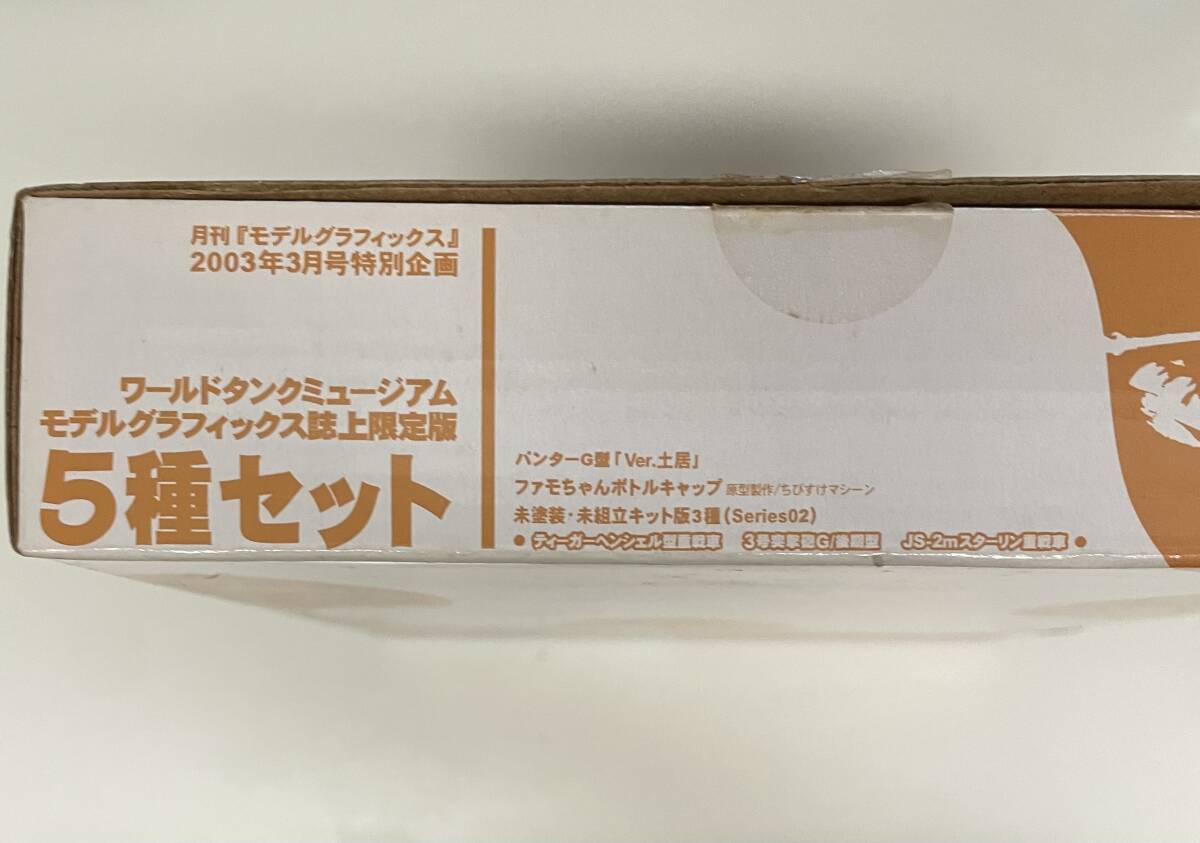 月刊『モデルグラフィックス』
2003年3月号特別企画
ワールドタンクミュージアム
モデルグラフィックス誌上限定版
5種セット
パンターG型「Ver.土居」
ファモちゃんボトルキャップ 原型製作/ちびすけマシーン
未塗装・未組立キット版3種(Series02)
● ティーガーヘンシェル型重戦車 3号突撃砲G/後期型 JS-2mスターリン重戦車 ●